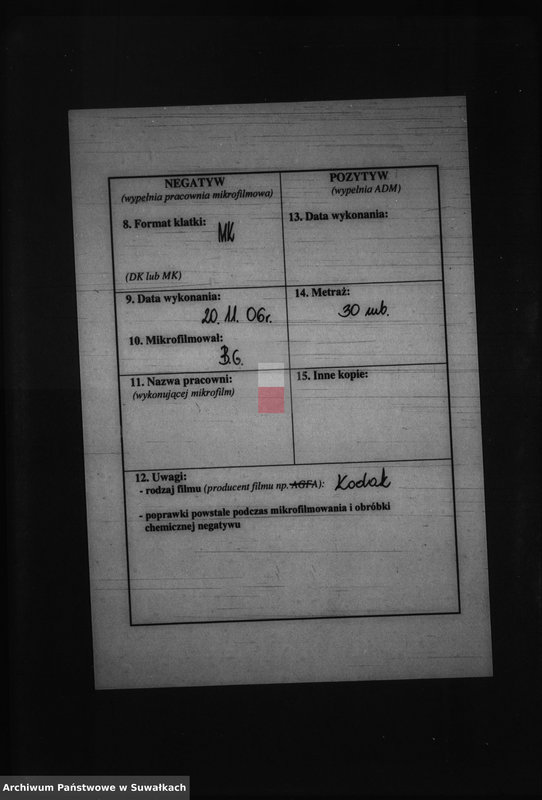 NEGATYW
(wypełnia pracownia mikrofilmowa)
8. Format klatki: MK
(DK lub MK)
POZYTYW
(wypełnia ADM)
13. Data wykonania:
9. Data wykonania:
20. 11. 06r.
10. Mikrofilmował:
B.G.
14. Metraż:
30 mb.
11. Nazwa pracowni:
(wykonującej mikrofilm)
15. Inne kopie:
12. Uwagi:
- rodzaj filmu (producent filmu np. AGFA): Kodak
- poprawki powstałe podczas mikrofilmowania i obróbki
chemicznej negatywu
Archiwum Państwowe w Suwałkach